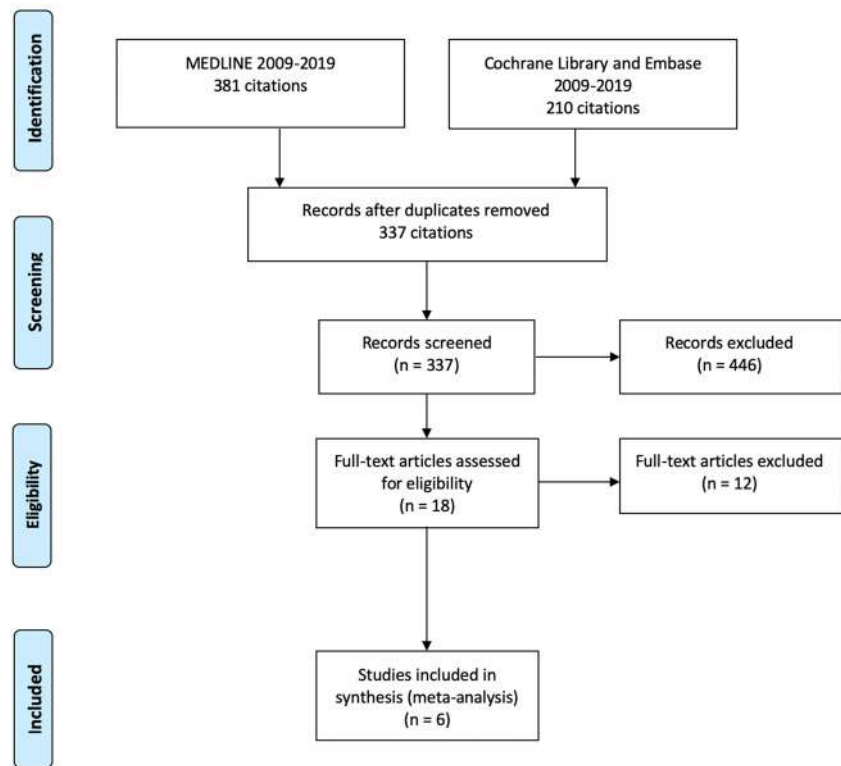 Identification
MEDLINE 2009-2019
381 citations
Cochrane Library and Embase
2009-2019
210 citations
Records after duplicates removed
337 citations
Screening
Records screened
(n = 337)
Records excluded
(n = 446)
Eligibility
Full-text articles assessed
for eligibility
(n = 18)
Full-text articles excluded
(n = 12)
Included
Studies included in
synthesis (meta-analysis)
(n = 6)